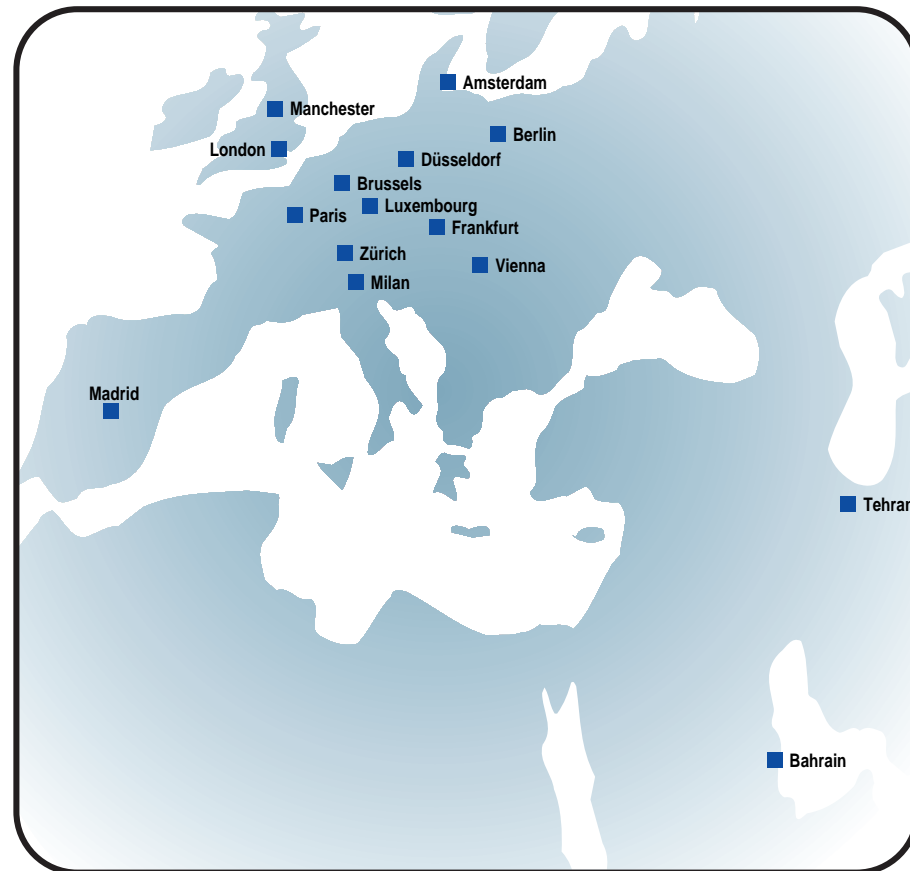 Amsterdam
Manchester
Berlin
London
Düsseldorf
Brussels
Luxembourg
Paris
Frankfurt
Zürich
Vienna
Milan
Madrid
Tehran
Bahrain